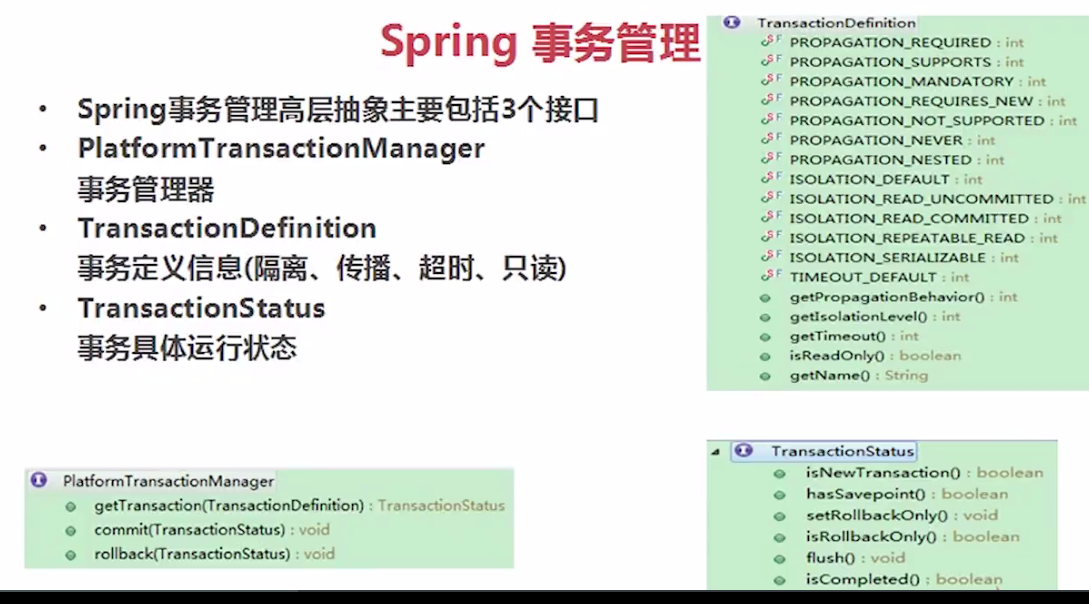 Spring 事务管理
• Spring事务管理高层抽象主要包括3个接口
• PlatformTransactionManager
事务管理器
• TransactionDefinition
事务定义信息(隔离、传播、超时、只读)
• TransactionStatus
事务具体运行状态
TransactionDefinition
PROPAGATION_REQUIRED : int
PROPAGATION_SUPPORTS : int
PROPAGATION_MANDATORY : int
PROPAGATION_REQUIRES_NEW : int
PROPAGATION_NOT_SUPPORTED : int
PROPAGATION_NEVER : int
PROPAGATION_NESTED : int
ISOLATION_DEFAULT : int
ISOLATION_READ_UNCOMMITTED : int
ISOLATION_READ_COMMITTED : int
ISOLATION_REPEATABLE_READ : int
ISOLATION_SERIALIZABLE : int
TIMEOUT_DEFAULT : int
getPropagationBehavior() : int
getIsolationLevel() : int
getTimeout() : int
isReadOnly() : boolean
getName() : String
PlatformTransactionManager
getTransaction(TransactionDefinition) : TransactionStatus
commit(TransactionStatus) : void
rollback(TransactionStatus) : void
TransactionStatus
isNewTransaction() : boolean
hasSavepoint() : boolean
setRollbackOnly() : void
isRollbackOnly() : boolean
flush() : void
isCompleted() : boolean